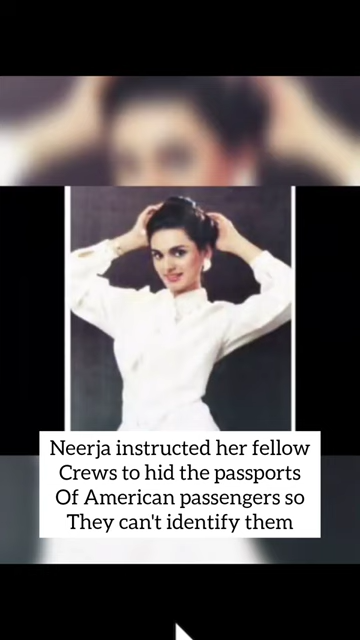 Neerja instructed her fellow
Crews to hid the passports
Of American passengers so
They can't identify them